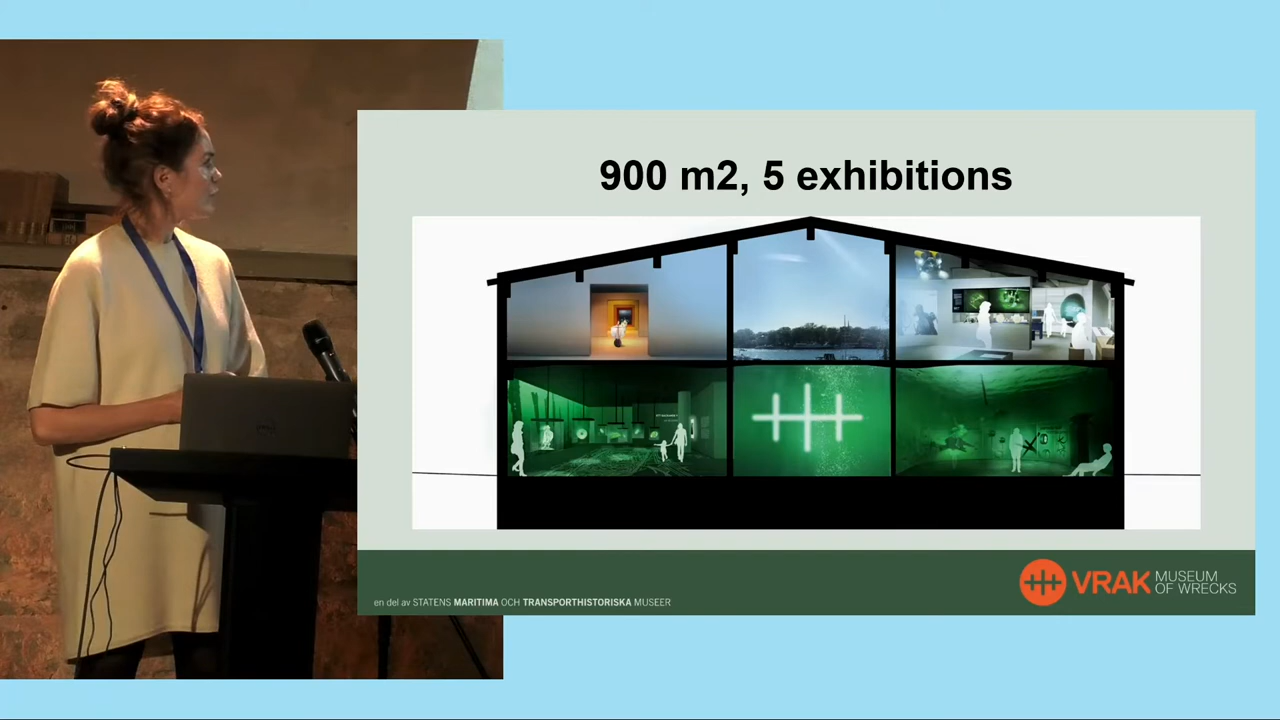 900 m2, 5 exhibitions
en del av STATENS MARITIMA OCH TRANSPORTHISTORISKA MUSEER
VRAK MUSEUM
OF WRECKS